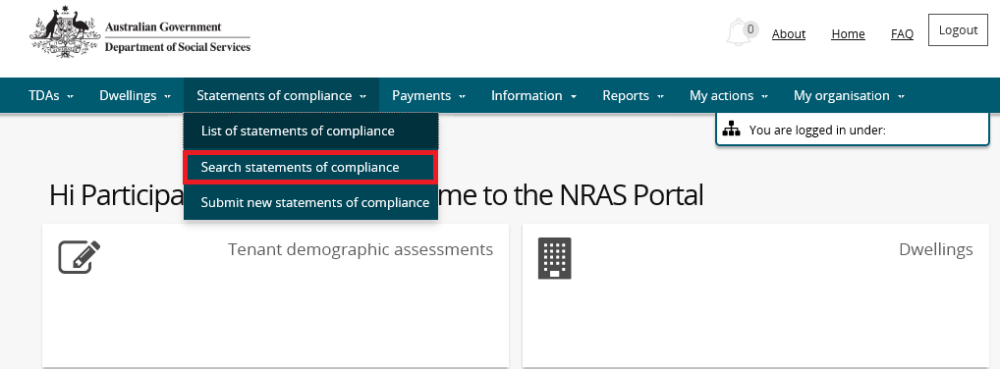 Australian Government
Department of Social Services
0
About
Home
FAQ
Logout
TDAs
Dwellings
Statements of compliance
Payments
Information
Reports
My actions
My organisation
List of statements of compliance
Search statements of compliance
Submit new statements of compliance
You are logged in under:
Hi Participa me to the NRAS Portal
Tenant demographic assessments
Dwellings